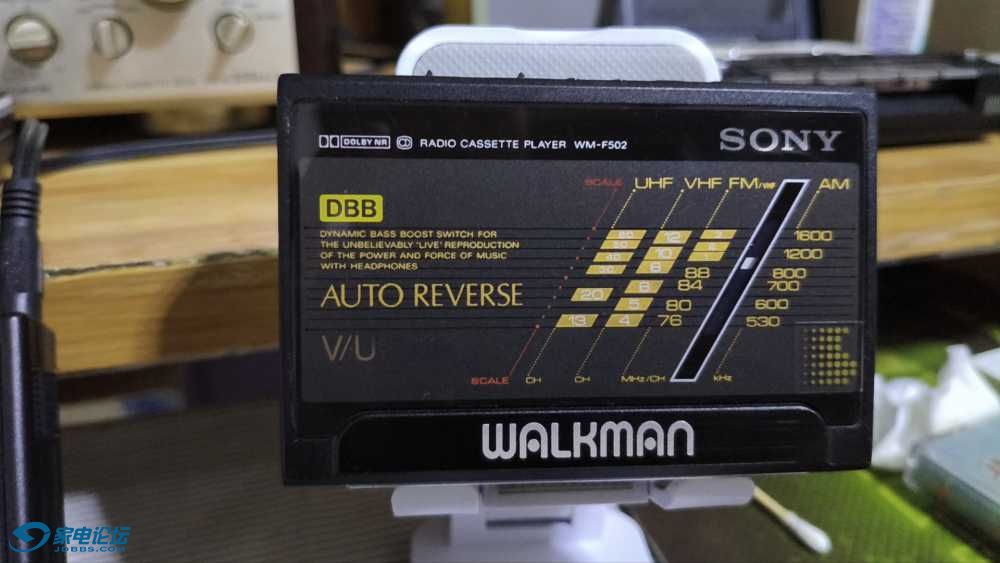 DOLBY NR RADIO CASSETTE PLAYER WM-F502
SONY
SCALE UHF VHF FM/VHF AM
DBB
DYNAMIC BASS BOOST SWITCH FOR
THE UNBELIEVABLY "LIVE" REPRODUCTION
OF THE POWER AND FORCE OF MUSIC
WITH HEADPHONES
AUTO REVERSE
V/U
12 1600
10 1200
88 800
84 700
20 5 80 600
13 4 76 530
SCALE CH CH MHz/CH kHz
WALKMAN
家电论坛
JDBBS.COM